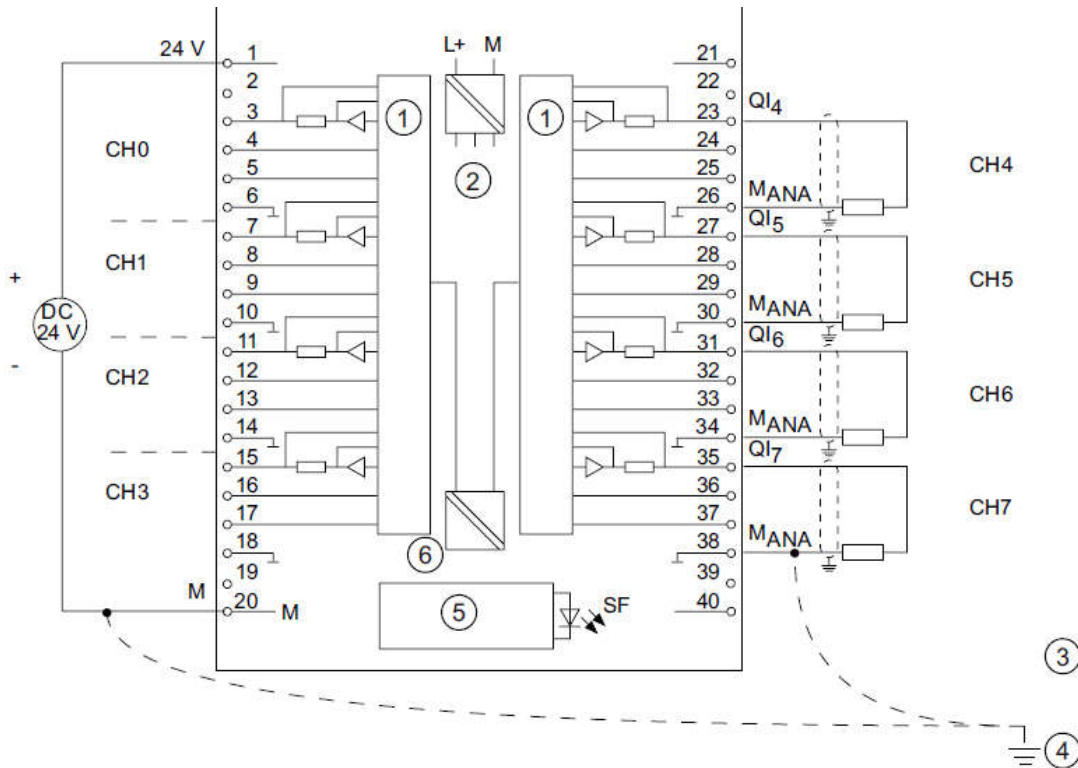 L+ M
24 V 1 21
2 22
3 1 1 23 QI4
CH0 4 24 CH4
5 2 25
6 26 MANA
7 27 QI5
CH1 8 28
9 29 CH5
+ 10 30 MANA
DC 24 V 11 31 QI6
- 12 32
CH2 13 33 CH6
14 34 MANA
15 35 QI7
CH3 16 36
17 37 CH7
18 6 38 MANA
19 39
M 20 M 5 SF 40
3
4